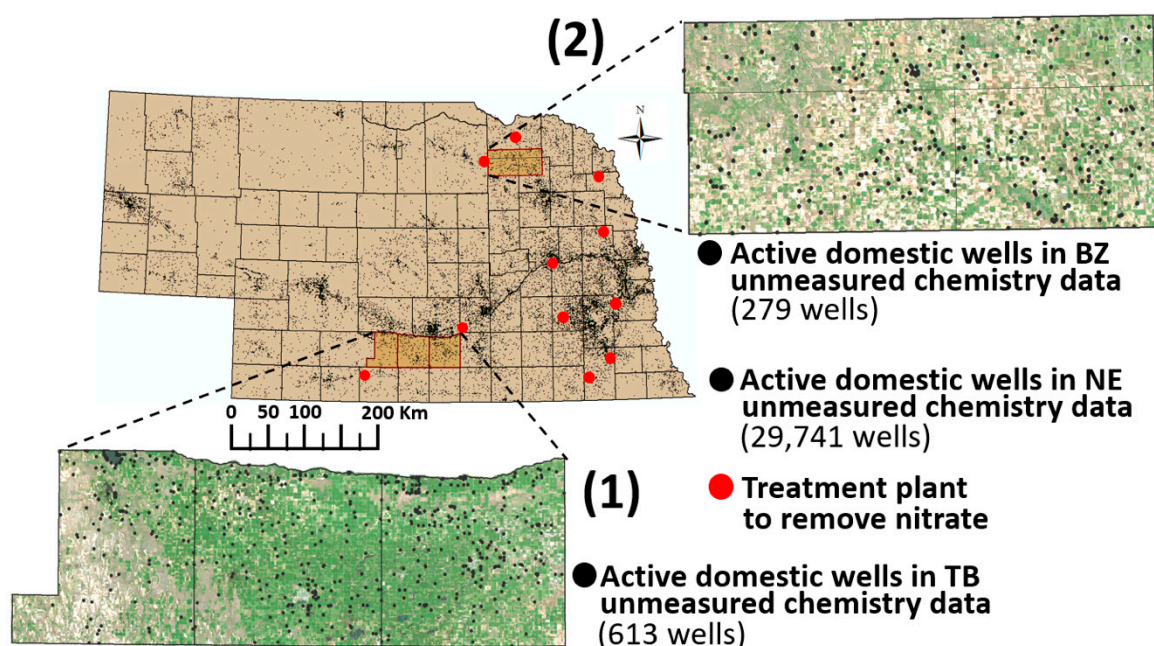 (2)
N
Active domestic wells in BZ
unmeasured chemistry data
(279 wells)
Active domestic wells in NE
unmeasured chemistry data
(29,741 wells)
0 50 100 200 Km
(1)
Treatment plant
to remove nitrate
Active domestic wells in TB
unmeasured chemistry data
(613 wells)